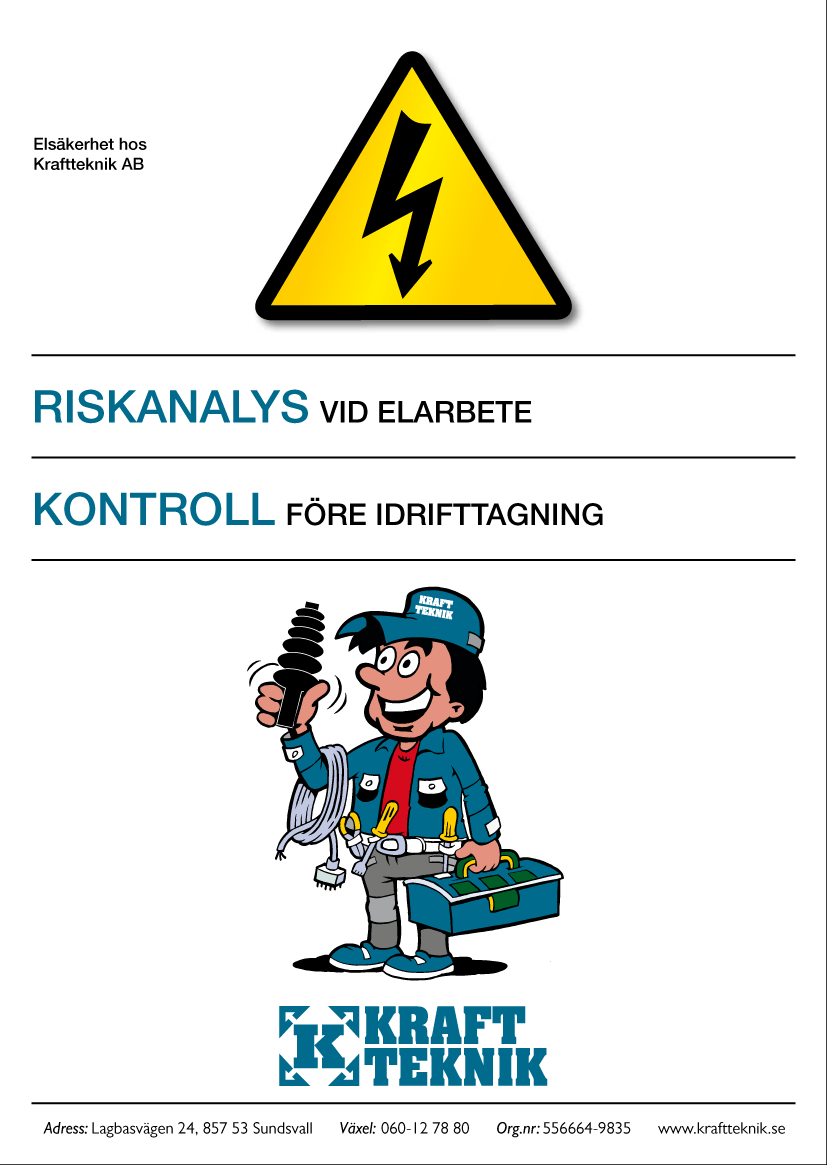 Elsäkerhet hos
Kraftteknik AB
RISKANALYS VID ELARBETE
KONTROLL FÖRE IDRIFTTAGNING
KRAFT
TEKNIK
K KRAFT
TEKNIK
Adress: Lagbasvägen 24, 857 53 Sundsvall Växel: 060-12 78 80 Org.nr: 556664-9835 www.kraftteknik.se